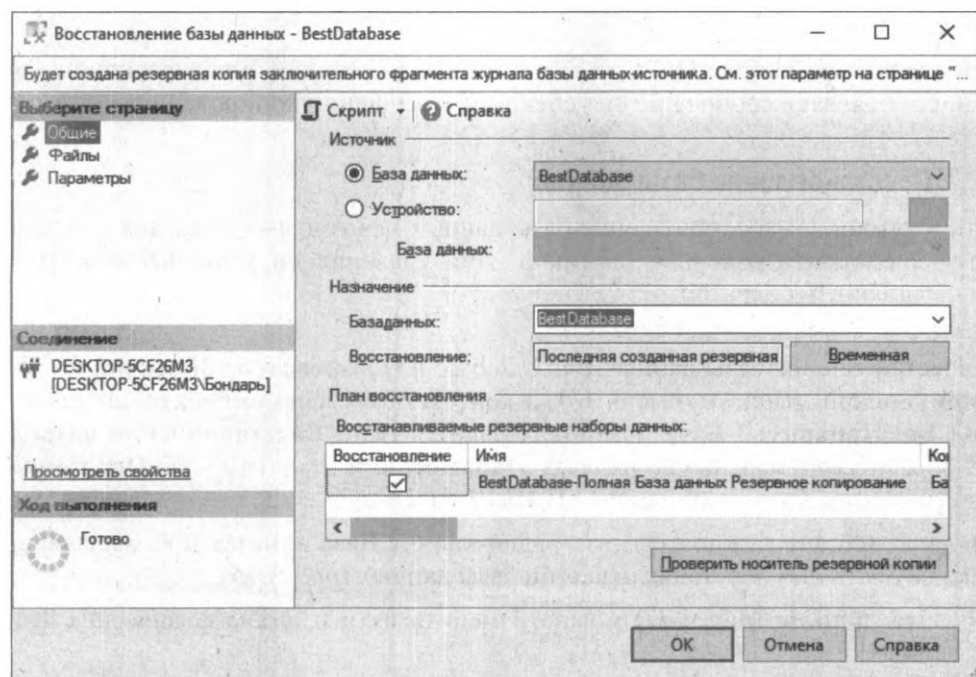 Восстановление базы данных - BestDatabase
Будет создана резервная копия заключительного фрагмента журнала базы данных-источника. См. этот параметр на странице "...
Выберите страницу
Общие
Файлы
Параметры
Скрипт
Справка
Источник
База данных:
BestDatabase
Устройство:
База данных:
Назначение
Базаданных:
BestDatabase
Восстановление:
Последняя созданная резервная
Временная
План восстановления
Восстанавливаемые резервные наборы данных:
Восстановление Имя Ко
BestDatabase-Полная База данных Резервное копирование Ба
Проверить носитель резервной копии
Соединение
DESKTOP-5CF26M3
[DESKTOP-5CF26M3\Бондарь]
Просмотреть свойства
Ход выполнения
Готово
OK
Отмена
Справка